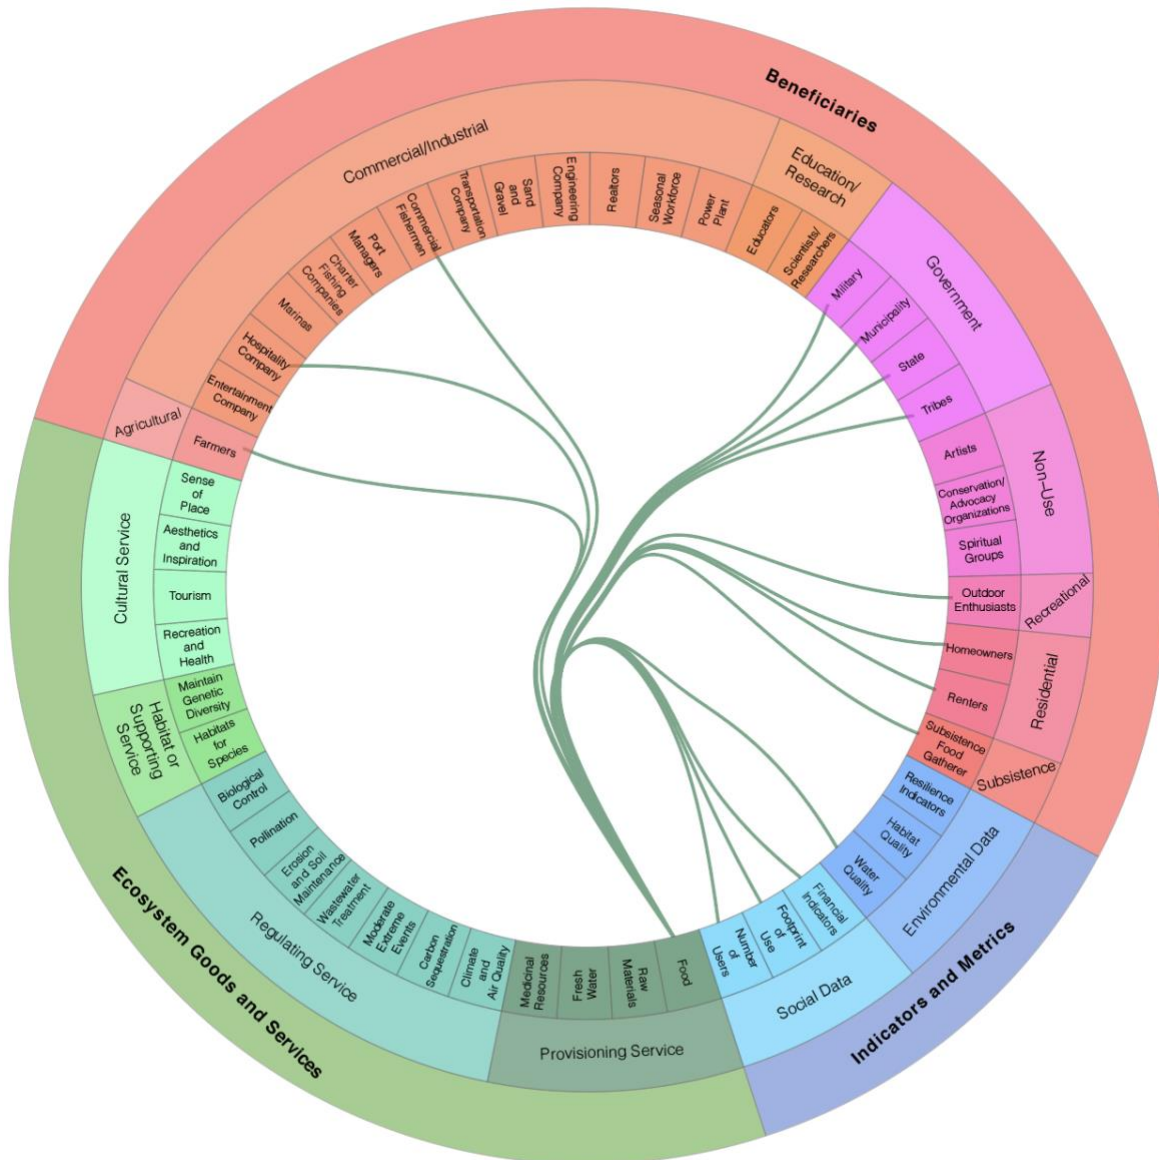 Beneficiaries
Commercial/Industrial
Education/
Research
Government
Non-Use
Recreational
Residential
Subsistence
Agricultural
Farmers
Entertainment
Company
Hospitality
Company
Marinas
Charter
Fishing
Companies
Port
Managers
Commercial
Fishermen
Transportation
Company
Sand
and
Gravel
Engineering
Company
Realtors
Seasonal
Workforce
Power
Plant
Educators
Scientists/
Researchers
Military
Municipality
State
Tribes
Artists
Conservation/
Advocacy
Organizations
Spiritual
Groups
Outdoor
Enthusiasts
Homeowners
Renters
Subsistence
Food
Gatherer
Indicators and Metrics
Environmental Data
Resilience
Indicators
Habitat
Quality
Water
Quality
Social Data
Financial
Indicators
Footprint
of
Use
Number
of
Users
Ecosystem Goods and Services
Provisioning Service
Food
Raw
Materials
Fresh
Water
Medicinal
Resources
Regulating Service
Climate
and
Air Quality
Carbon
Sequestration
Moderate
Extreme
Events
Wastewater
Treatment
Erosion
and Soil
Maintenance
Pollination
Biological
Control
Habitat or
Supporting
Service
Habitats
for
Species
Maintain
Genetic
Diversity
Cultural Service
Recreation
and
Health
Tourism
Aesthetics
and
Inspiration
Sense
of
Place